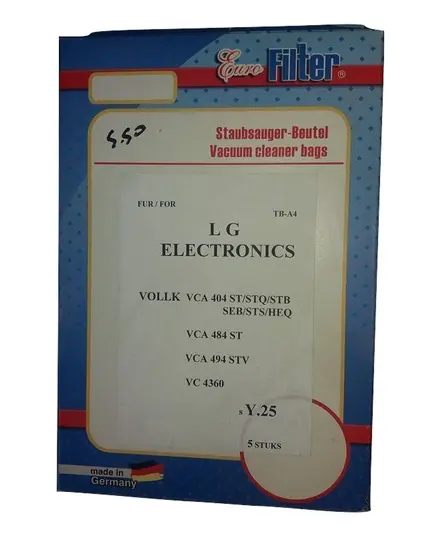 Euro Filter®
5.50
Staubsauger-Beutel
Vacuum cleaner bags
FUR / FOR
TB-A4
L G
ELECTRONICS
VOLLK VCA 404 ST/STQ/STB
SEB/STS/HEQ
VCA 484 ST
VCA 494 STV
VC 4360
s Y.25
5 STUKS
made in
Germany